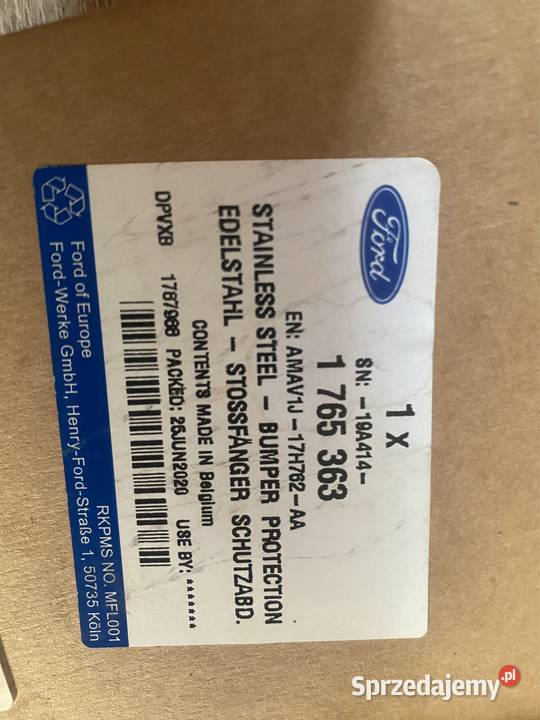 Ford
1 x
SN: -19A414-
1 765 363
EN: AMAV1J-17H762-AA
STAINLESS STEEL - BUMPER PROTECTION
EDELSTAHL - STOSSFÄNGER SCHUTZABD.
CONTENTS MADE IN Belgium
DPVXB 1787988 PACKED: 26JUN2020 USE BY: *******
RKPMS NO. MFL001
Ford of Europe
Ford-Werke GmbH, Henry-Ford-Straße 1, 50735 Köln
Sprzedajemy.pl